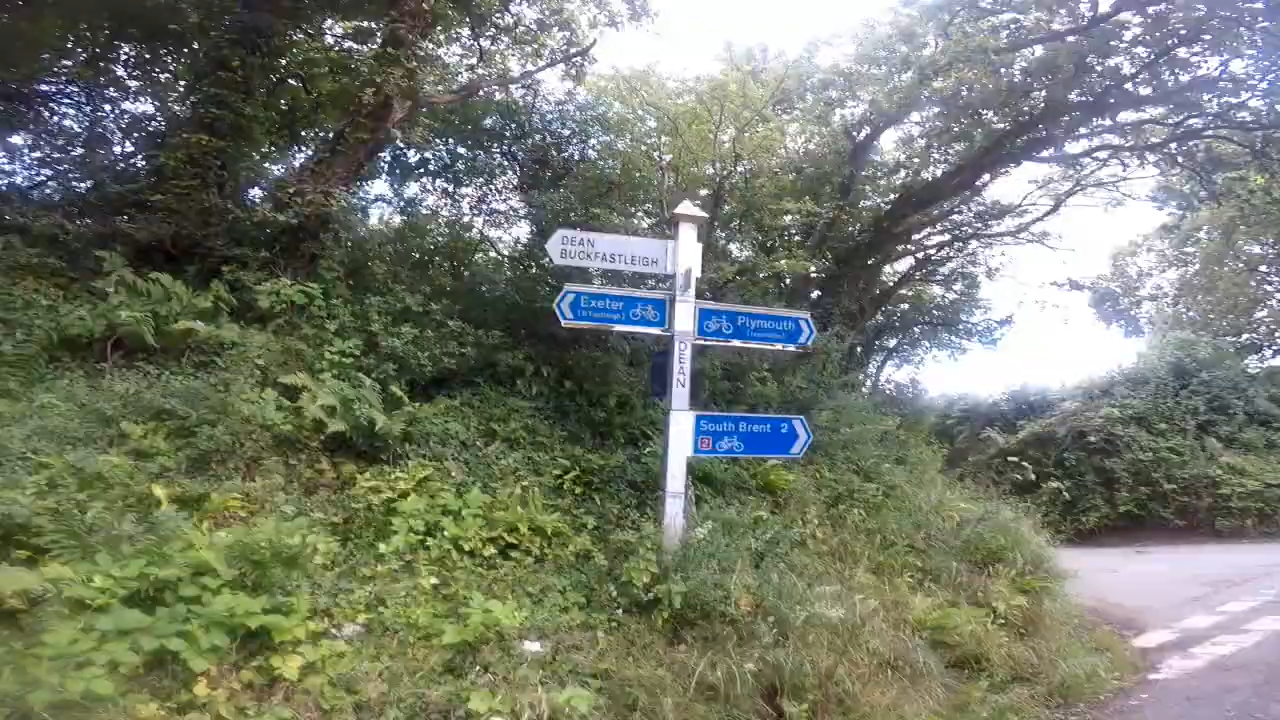 DEAN
BUCKFASTLEIGH
Exeter
Plymouth
DEAN
South Brent 2
2